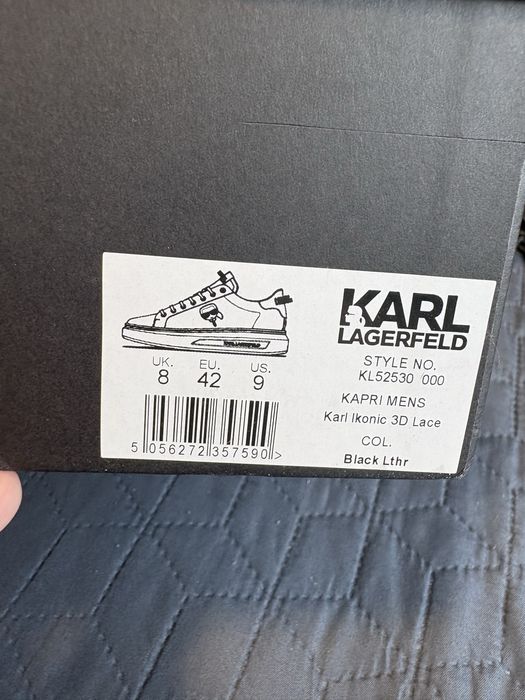 KARL
LAGERFELD
UK. EU. US.
8 42 9
STYLE NO.
KL52530 000
KAPRI MENS
Karl Ikonic 3D Lace
COL.
Black Lthr
5 056272 357590 >